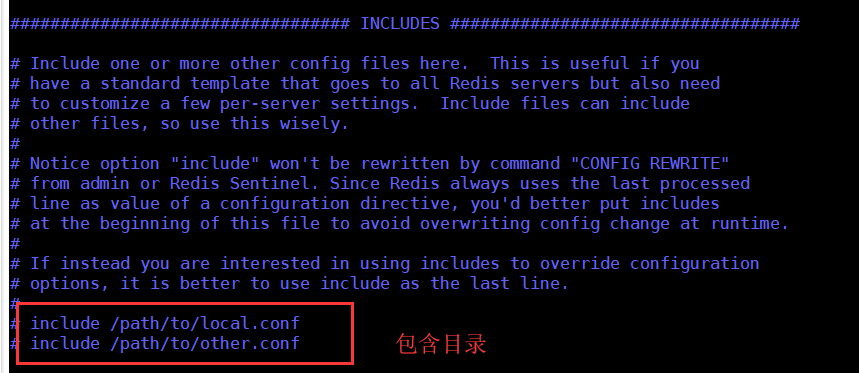 ################################## INCLUDES ###################################
# Include one or more other config files here.  This is useful if you
# have a standard template that goes to all Redis servers but also need
# to customize a few per-server settings.  Include files can include
# other files, so use this wisely.
#
# Notice option "include" won't be rewritten by command "CONFIG REWRITE"
# from admin or Redis Sentinel. Since Redis always uses the last processed
# line as value of a configuration directive, you'd better put includes
# at the beginning of this file to avoid overwriting config change at runtime.
#
# If instead you are interested in using includes to override configuration
# options, it is better to use include as the last line.
#
# include /path/to/local.conf
# include /path/to/other.conf
包含目录